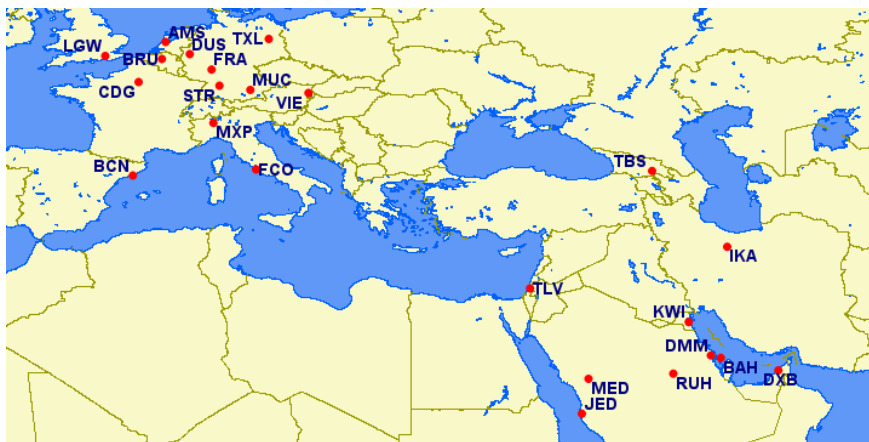 AMS
LGW
DUS
TXL
BRU
FRA
CDG
MUC
STR
VIE
MXP
BCN
FCO
TBS
IKA
TLV
KWI
DMM
BAH
MED
RUH
DXB
JED